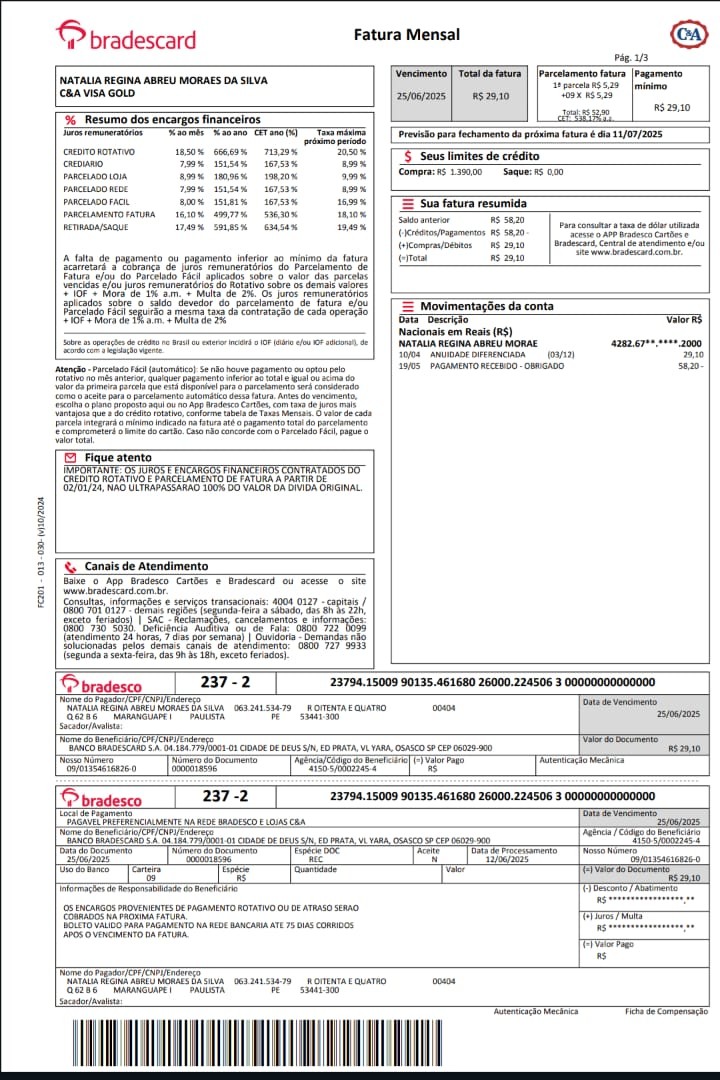 bradescard
Fatura Mensal
C&A
Pág. 1/3
NATALIA REGINA ABREU MORAES DA SILVA
C&A VISA GOLD
Vencimento
25/06/2025
Total da fatura
R$ 29,10
Parcelamento fatura
1ª parcela R$ 5,29
+09 X R$ 5,29
Total: R$ 52,90
CET: 538,17% a.a.
Pagamento
mínimo
R$ 29,10
Previsão para fechamento da próxima fatura é dia 11/07/2025
% Resumo dos encargos financeiros
Juros remuneratórios % ao mês % ao ano CET ano (%) Taxa máxima próximo período
CREDITO ROTATIVO 18,50 % 666,69 % 713,29 % 20,50 %
CREDIARIO 7,99 % 151,54 % 167,53 % 8,99 %
PARCELADO LOJA 8,99 % 180,96 % 198,20 % 9,99 %
PARCELADO REDE 7,99 % 151,54 % 167,53 % 8,99 %
PARCELADO FACIL 8,00 % 151,81 % 167,53 % 16,99 %
PARCELAMENTO FATURA 16,10 % 499,77 % 536,30 % 18,10 %
RETIRADA/SAQUE 17,49 % 591,85 % 634,54 % 19,49 %
A falta de pagamento ou pagamento inferior ao mínimo da fatura
acarretará a cobrança de juros remuneratórios do Parcelamento de
Fatura e/ou do Parcelado Fácil aplicados sobre o valor das parcelas
vencidas e/ou juros remuneratórios do Rotativo sobre os demais valores
+ IOF + Mora de 1% a.m. + Multa de 2%. Os juros remuneratórios
aplicados sobre o saldo devedor do parcelamento de fatura e/ou
Parcelado Fácil seguirão a mesma taxa da contratação de cada operação
+ IOF + Mora de 1% a.m. + Multa de 2%
Sobre as operações de crédito no Brasil ou exterior incidirá o IOF (diário e/ou IOF adicional), de
acordo com a legislação vigente.
Atenção - Parcelado Fácil (automático): Se não houve pagamento ou optou pelo
rotativo no mês anterior, qualquer pagamento inferior ao total e igual ou acima do
valor da primeira parcela que está disponível para o parcelamento será considerado
como o aceite para o parcelamento automático dessa fatura. Antes do vencimento,
escolha o plano proposto aqui ou no App Bradesco Cartões, com taxa de juros mais
vantajosa que a do crédito rotativo, conforme tabela de Taxas Mensais. O valor de cada
parcela integrará o mínimo indicado na fatura até o pagamento total do parcelamento
e comprometerá o limite do cartão. Caso não concorde com o Parcelado Fácil, pague o
valor total.
Fique atento
IMPORTANTE: OS JUROS E ENCARGOS FINANCEIROS CONTRATADOS DO
CREDITO ROTATIVO E PARCELAMENTO DE FATURA A PARTIR DE
02/01/24, NAO ULTRAPASSARAO 100% DO VALOR DA DIVIDA ORIGINAL.
Canais de Atendimento
Baixe o App Bradesco Cartões e Bradescard ou acesse o site
www.bradescard.com.br.
Consultas, informações e serviços transacionais: 4004 0127 - capitais /
0800 701 0127 - demais regiões (segunda-feira a sábado, das 8h às 22h,
exceto feriados) | SAC - Reclamações, cancelamentos e informações:
0800 730 5030. Deficiência Auditiva ou de Fala: 0800 722 0099
(atendimento 24 horas, 7 dias por semana) | Ouvidoria - Demandas não
solucionadas pelos demais canais de atendimento: 0800 727 9933
(segunda a sexta-feira, das 9h às 18h, exceto feriados).
FC201 - 013 - 030- (v)10/2024
$ Seus limites de crédito
Compra: R$ 1.390,00 Saque: R$ 0,00
Sua fatura resumida
Saldo anterior R$ 58,20
(-)Créditos/Pagamentos R$ 58,20 -
(+)Compras/Débitos R$ 29,10
(=)Total R$ 29,10
Para consultar a taxa de dólar utilizada
acesse o APP Bradesco Cartões e
Bradescard, Central de atendimento e/ou
site www.bradescard.com.br.
Movimentações da conta
Data Descrição Valor R$
Nacionais em Reais (R$)
NATALIA REGINA ABREU MORAE 4282.67**.****.2000
10/04 ANUIDADE DIFERENCIADA (03/12) 29,10
19/05 PAGAMENTO RECEBIDO - OBRIGADO 58,20 -
bradesco 237 - 2 23794.15009 90135.461680 26000.224506 3 00000000000000
Nome do Pagador/CPF/CNPJ/Endereço
NATALIA REGINA ABREU MORAES DA SILVA 063.241.534-79 R OITENTA E QUATRO 00404
Q 62 B 6 MARANGUAPE I PAULISTA PE 53441-300
Sacador/Avalista:
Data de Vencimento
25/06/2025
Nome do Beneficiário/CPF/CNPJ/Endereço
BANCO BRADESCARD S.A. 04.184.779/0001-01 CIDADE DE DEUS S/N, ED PRATA, VL YARA, OSASCO SP CEP 06029-900
Valor do Documento
R$ 29,10
Nosso Número
09/01354616826-0
Número do Documento
0000018596
Agência/Código do Beneficiário
4150-5/0002245-4
(=) Valor Pago
R$
Autenticação Mecânica
bradesco 237 -2 23794.15009 90135.461680 26000.224506 3 00000000000000
Local de Pagamento
PAGAVEL PREFERENCIALMENTE NA REDE BRADESCO E LOJAS C&A
Data de Vencimento
25/06/2025
Nome do Beneficiário/CPF/CNPJ/Endereço
BANCO BRADESCARD S.A. 04.184.779/0001-01 CIDADE DE DEUS S/N, ED PRATA, VL YARA, OSASCO SP CEP 06029-900
Agência / Código do Beneficiário
4150-5/0002245-4
Data do Documento
25/06/2025
Número do Documento
0000018596
Espécie DOC
REC
Aceite
N
Data de Processamento
12/06/2025
Nosso Número
09/01354616826-0
Uso do Banco
Carteira
09
Espécie
R$
Quantidade
Valor
(=) Valor do Documento
R$ 29,10
Informações de Responsabilidade do Beneficiário
OS ENCARGOS PROVENIENTES DE PAGAMENTO ROTATIVO OU DE ATRASO SERAO
COBRADOS NA PROXIMA FATURA.
BOLETO VALIDO PARA PAGAMENTO NA REDE BANCARIA ATE 75 DIAS CORRIDOS
APOS O VENCIMENTO DA FATURA.
(-) Desconto / Abatimento
R$ *****************,**
(+) Juros / Multa
R$ *****************,**
(=) Valor Pago
R$
Nome do Pagador/CPF/CNPJ/Endereço
NATALIA REGINA ABREU MORAES DA SILVA 063.241.534-79 R OITENTA E QUATRO 00404
Q 62 B 6 MARANGUAPE I PAULISTA PE 53441-300
Sacador/Avalista:
Autenticação Mecânica Ficha de Compensação